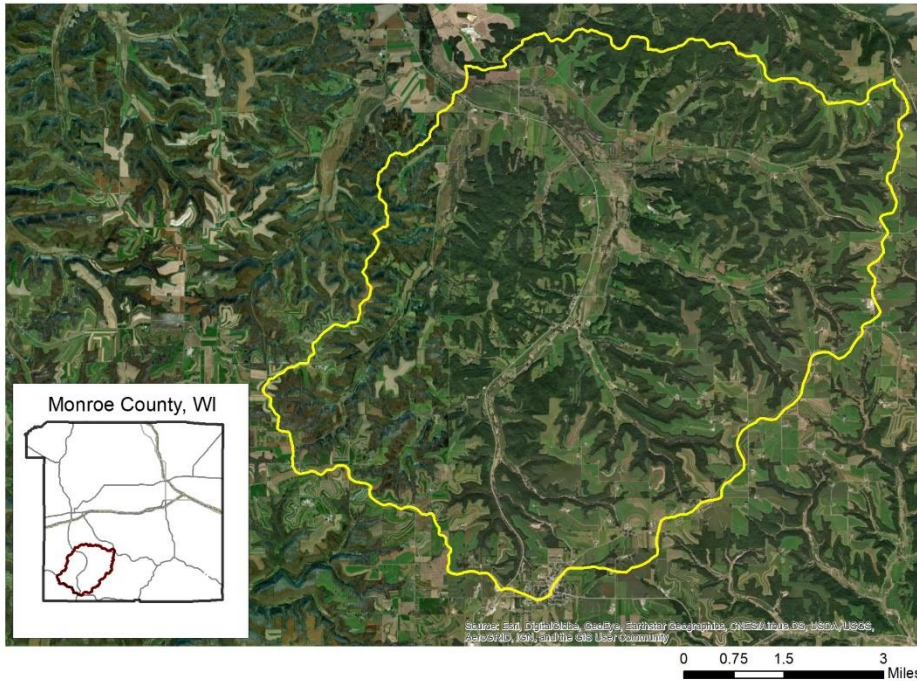 Monroe County, WI
Source: Esri, DigitalGlobe, GeoEye, Earthstar Geographics, CNES/Airbus DS, USDA, USGS,
AeroGRID, IGN, and the GIS User Community
0 0.75 1.5 3
Miles